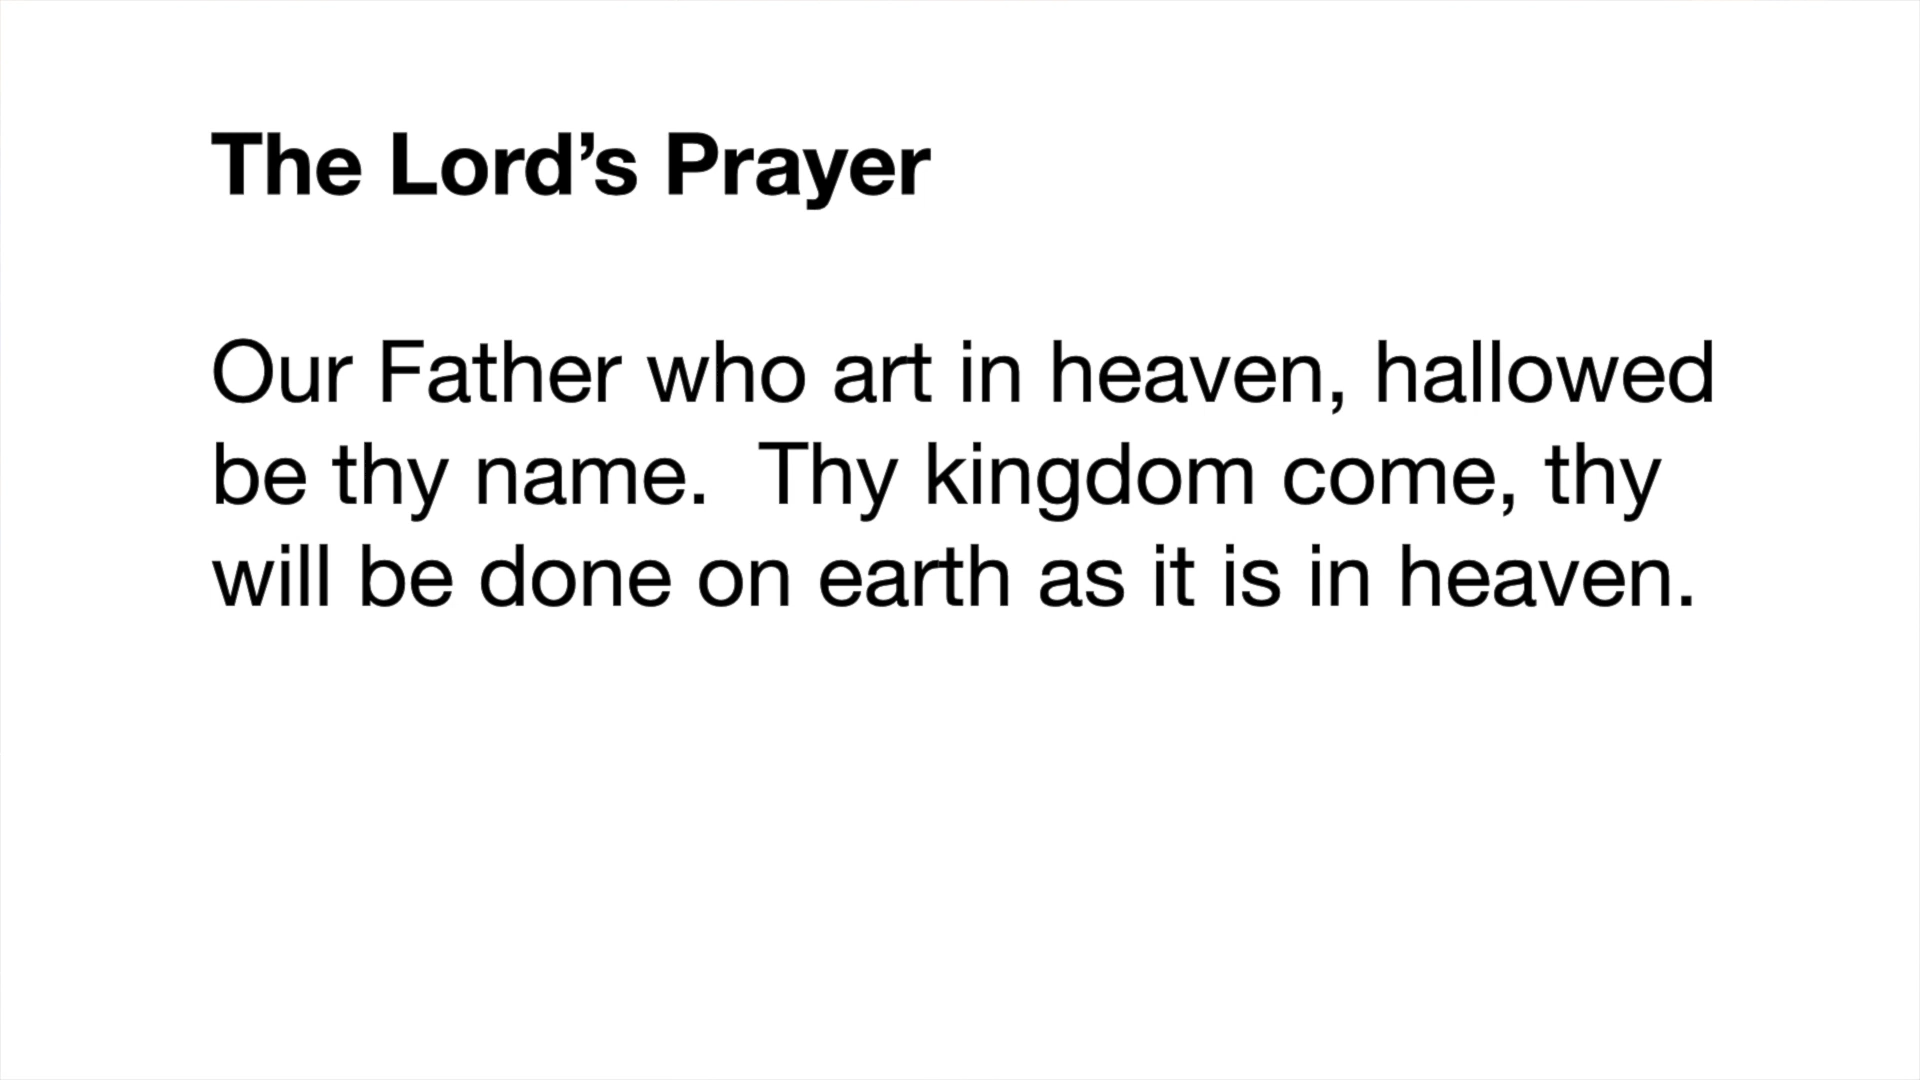 The Lord’s Prayer
Our Father who art in heaven, hallowed
be thy name.  Thy kingdom come, thy
will be done on earth as it is in heaven.